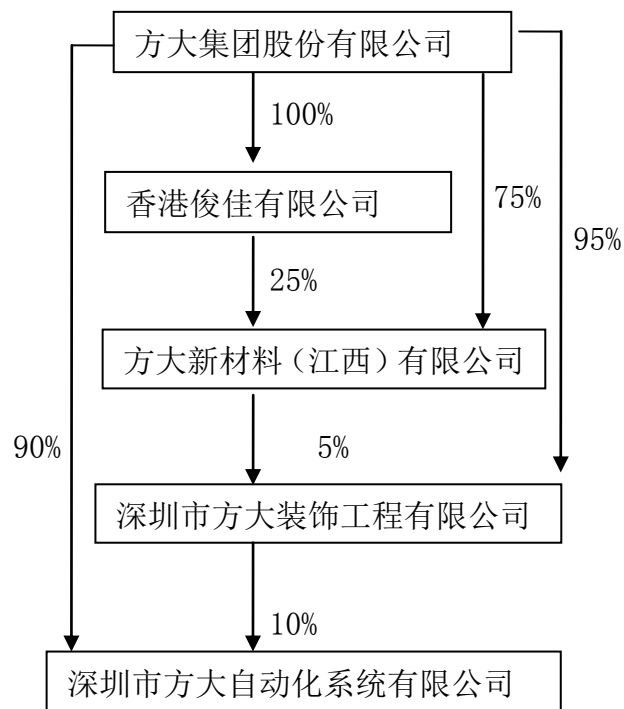 方大集团股份有限公司
100%
香港俊佳有限公司
75%
95%
25%
方大新材料（江西）有限公司
90%
5%
深圳市方大装饰工程有限公司
10%
深圳市方大自动化系统有限公司